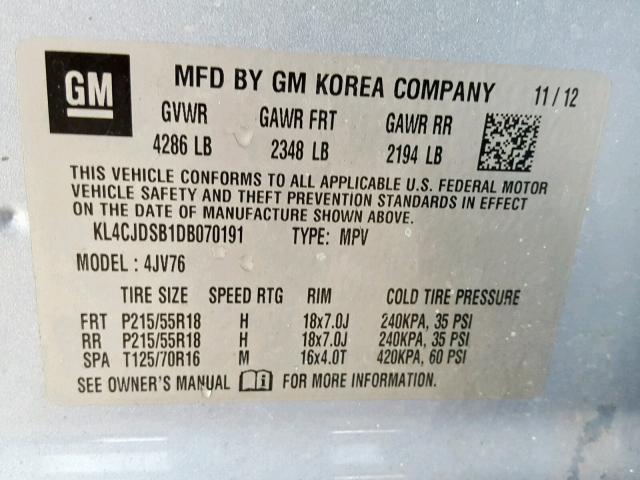 GM
MFD BY GM KOREA COMPANY 11/12
GVWR GAWR FRT GAWR RR
4286 LB 2348 LB 2194 LB
THIS VEHICLE CONFORMS TO ALL APPLICABLE U.S. FEDERAL MOTOR
VEHICLE SAFETY AND THEFT PREVENTION STANDARDS IN EFFECT
ON THE DATE OF MANUFACTURE SHOWN ABOVE.
KL4CJDSB1DB070191 TYPE: MPV
MODEL : 4JV76
TIRE SIZE SPEED RTG RIM COLD TIRE PRESSURE
FRT P215/55R18 H 18x7.0J 240KPA, 35 PSI
RR P215/55R18 H 18x7.0J 240KPA, 35 PSI
SPA T125/70R16 M 16x4.0T 420KPA, 60 PSI
SEE OWNER'S MANUAL FOR MORE INFORMATION.